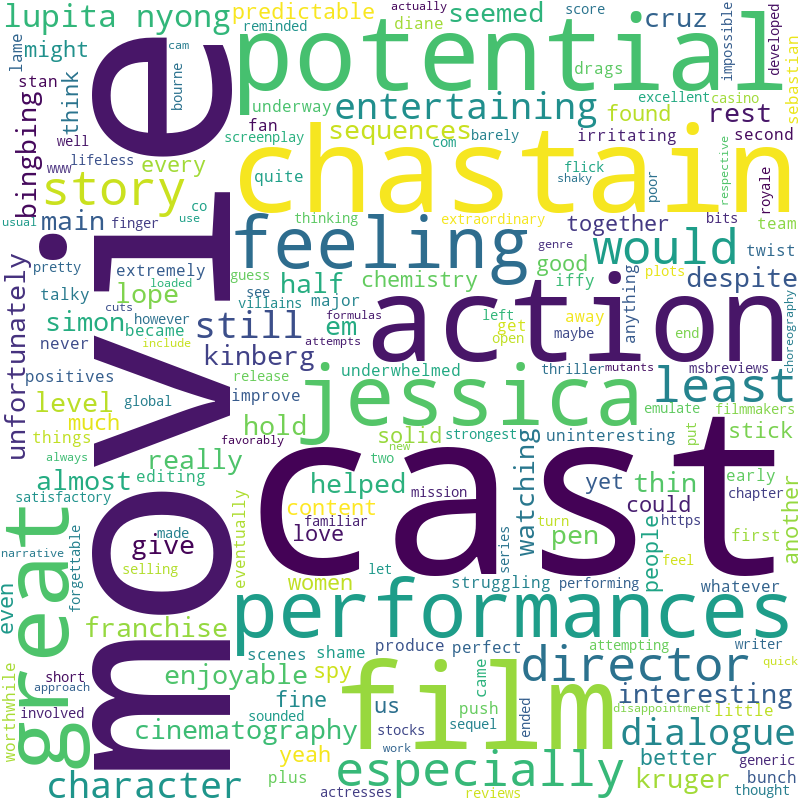 lupita nyong
predictable
seemed
actually
score
cruz
impossible
developed
might
reminded
diane
potential
lame
cam
drags
stan
think
bourne
underway
entertaining
excellent
casino
sebastian
bingbing
fan
found
rest
well
screenplay
sequences
barely
irritating
second
www
lifeless
every
com
flick
respective
royale
story
quite
chastain
shaky
poor
usual
co
use
main
finger
thinking
extraordinary
together
bits
team
movie
feeling
genre
would
twist
pretty
extremely
guess
half
chemistry
good
iffy
plots
despite
talky
loaded
see
villains
major
anything
choreography
unfortunately
lope
cuts
simon
became
however
still
em
formulas
left
get
away
action
end
never
include
kinberg
attempts
open
maybe
positives
global
release
underwhelmed
thriller
mutants
msbreviews
level
improve
jessica
least
much
always
favorably
hold
emulate
filmmakers
things
really
solid
strongest
uninteresting
put
stick
almost
editing
two
new
cast
satisfactory
helped
mission
watching
yet
thin
early
chapter
another
great
eventually
content
familiar
could
https
first
narrative
forgettable
made
give
love
series
pen
people
turn
feel
even
selling
let
women
struggling
performing
whatever
franchise
performances
worthwhile
scenes
shame
produce
perfect
attempting
writer
quick
short
approach
enjoyable
spy
film
came
director
involved
sounded
fine
us
push
interesting
disappointment
little
cinematography
stocks
sequel
ended
dialogue
yeah
work
better
generic
character
plus
actresses
especially
reviews
kruger
bunch
thought